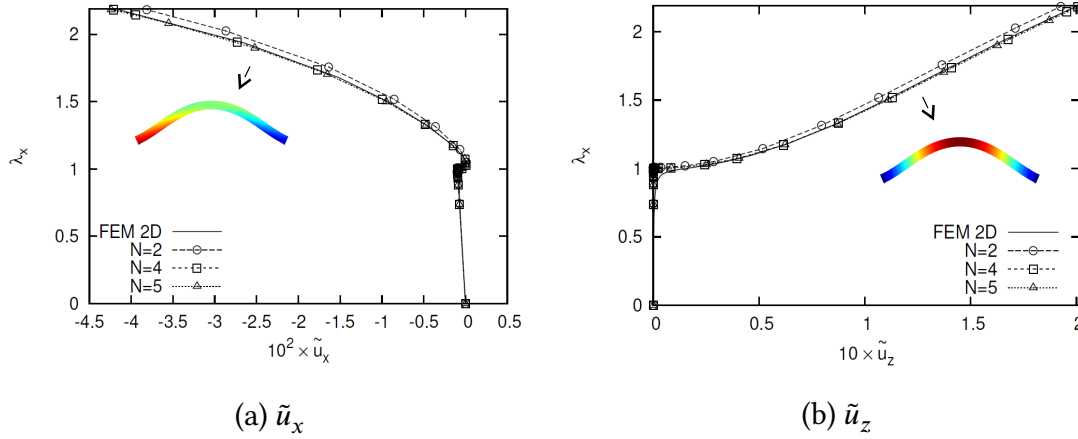 2
1.5
λx
1
0.5
0
FEM 2D
N=2
N=4
N=5
-4.5 -4 -3.5 -3 -2.5 -2 -1.5 -1 -0.5 0 0.5
10² × ũx
(a) ũx
2
1.5
λx
1
0.5
0
FEM 2D
N=2
N=4
N=5
0 0.5 1 1.5 2
10 × ũz
(b) ũz